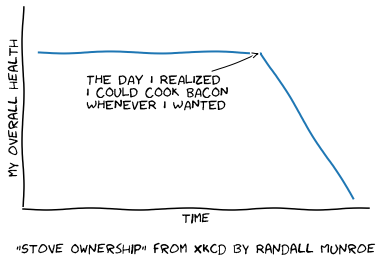 MY OVERALL HEALTH
THE DAY I REALIZED
I COULD COOK BACON
WHENEVER I WANTED
TIME
"STOVE OWNERSHIP" FROM XKCD BY RANDALL MUNROE